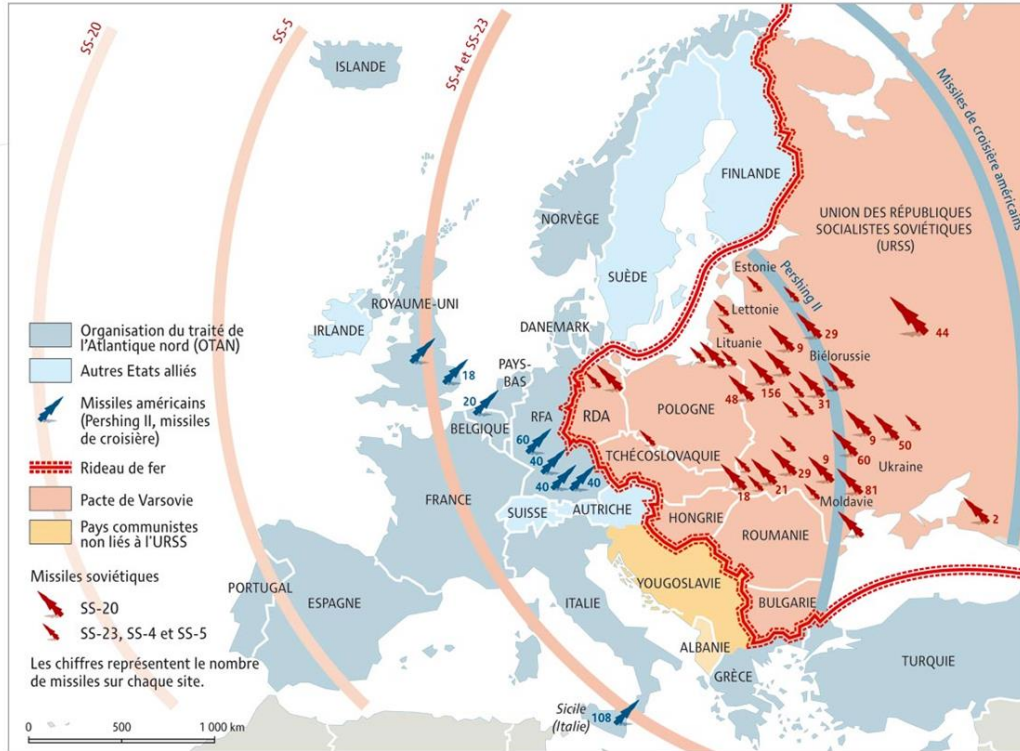 SS-20
SS-5
SS-4 et SS-23
Missiles de croisière américains
ISLANDE
FINLANDE
NORVÈGE
UNION DES RÉPUBLIQUES
SOCIALISTES SOVIÉTIQUES
(URSS)
SUÈDE
Estonie
Pershing II
Lettonie
ROYAUME-UNI
IRLANDE
DANEMARK
Lituanie
29
44
9
Biélorussie
PAYS-
BAS
18
20
BELGIQUE
RFA
RDA
POLOGNE
48
156
31
9
50
60
40
40
40
TCHÉCOSLOVAQUIE
60
Ukraine
9
29
21
18
81
Moldavie
2
FRANCE
SUISSE
AUTRICHE
HONGRIE
ROUMANIE
YOUGOSLAVIE
BULGARIE
PORTUGAL
ESPAGNE
ITALIE
ALBANIE
GRÈCE
TURQUIE
Sicile
(Italie)
108
Organisation du traité de
l'Atlantique nord (OTAN)
Autres Etats alliés
Missiles américains
(Pershing II, missiles
de croisière)
Rideau de fer
Pacte de Varsovie
Pays communistes
non liés à l'URSS
Missiles soviétiques
SS-20
SS-23, SS-4 et SS-5
Les chiffres représentent le nombre
de missiles sur chaque site.
0 500 1 000 km